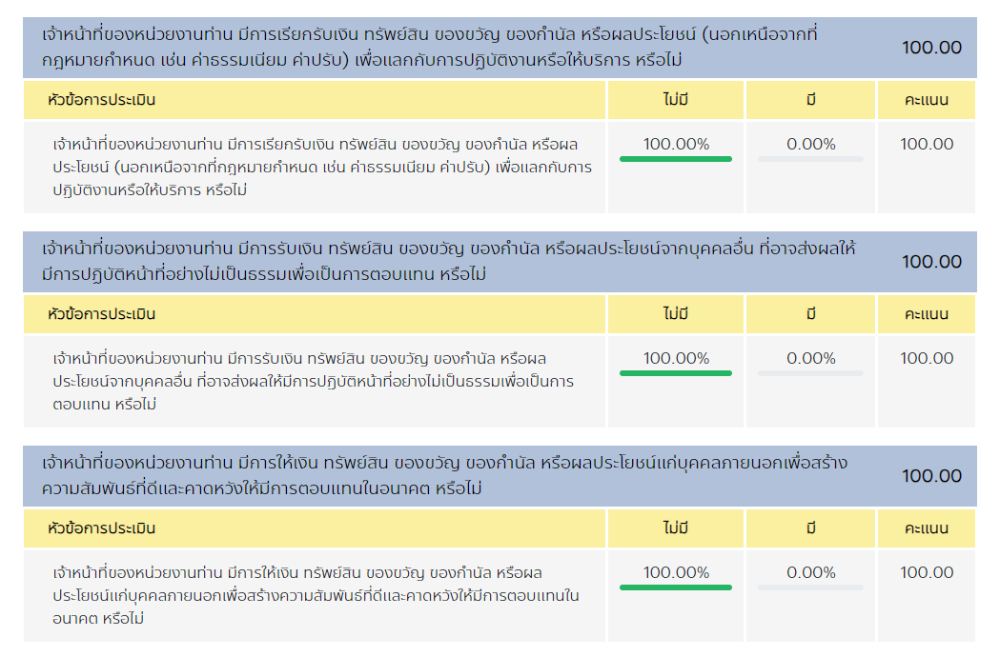 เจ้าหน้าที่ของหน่วยงานท่าน มีการเรียกรับเงิน ทรัพย์สิน ของขวัญ ของกำนัล หรือผลประโยชน์ (นอกเหนือจากที่
กฎหมายกำหนด เช่น ค่าธรรมเนียม ค่าปรับ) เพื่อแลกกับการปฏิบัติงานหรือให้บริการ หรือไม่
100.00
หัวข้อการประเมิน ไม่มี มี คะแนน
เจ้าหน้าที่ของหน่วยงานท่าน มีการเรียกรับเงิน ทรัพย์สิน ของขวัญ ของกำนัล หรือผล
ประโยชน์ (นอกเหนือจากที่กฎหมายกำหนด เช่น ค่าธรรมเนียม ค่าปรับ) เพื่อแลกกับการ
ปฏิบัติงานหรือให้บริการ หรือไม่
100.00% 0.00% 100.00
เจ้าหน้าที่ของหน่วยงานท่าน มีการรับเงิน ทรัพย์สิน ของขวัญ ของกำนัล หรือผลประโยชน์จากบุคคลอื่น ที่อาจส่งผลให้
มีการปฏิบัติหน้าที่อย่างไม่เป็นธรรมเพื่อเป็นการตอบแทน หรือไม่
100.00
หัวข้อการประเมิน ไม่มี มี คะแนน
เจ้าหน้าที่ของหน่วยงานท่าน มีการรับเงิน ทรัพย์สิน ของขวัญ ของกำนัล หรือผล
ประโยชน์จากบุคคลอื่น ที่อาจส่งผลให้มีการปฏิบัติหน้าที่อย่างไม่เป็นธรรมเพื่อเป็นการ
ตอบแทน หรือไม่
100.00% 0.00% 100.00
เจ้าหน้าที่ของหน่วยงานท่าน มีการให้เงิน ทรัพย์สิน ของขวัญ ของกำนัล หรือผลประโยชน์แก่บุคคลภายนอกเพื่อสร้าง
ความสัมพันธ์ที่ดีและคาดหวังให้มีการตอบแทนในอนาคต หรือไม่
100.00
หัวข้อการประเมิน ไม่มี มี คะแนน
เจ้าหน้าที่ของหน่วยงานท่าน มีการให้เงิน ทรัพย์สิน ของขวัญ ของกำนัล หรือผล
ประโยชน์แก่บุคคลภายนอกเพื่อสร้างความสัมพันธ์ที่ดีและคาดหวังให้มีการตอบแทนใน
อนาคต หรือไม่
100.00% 0.00% 100.00